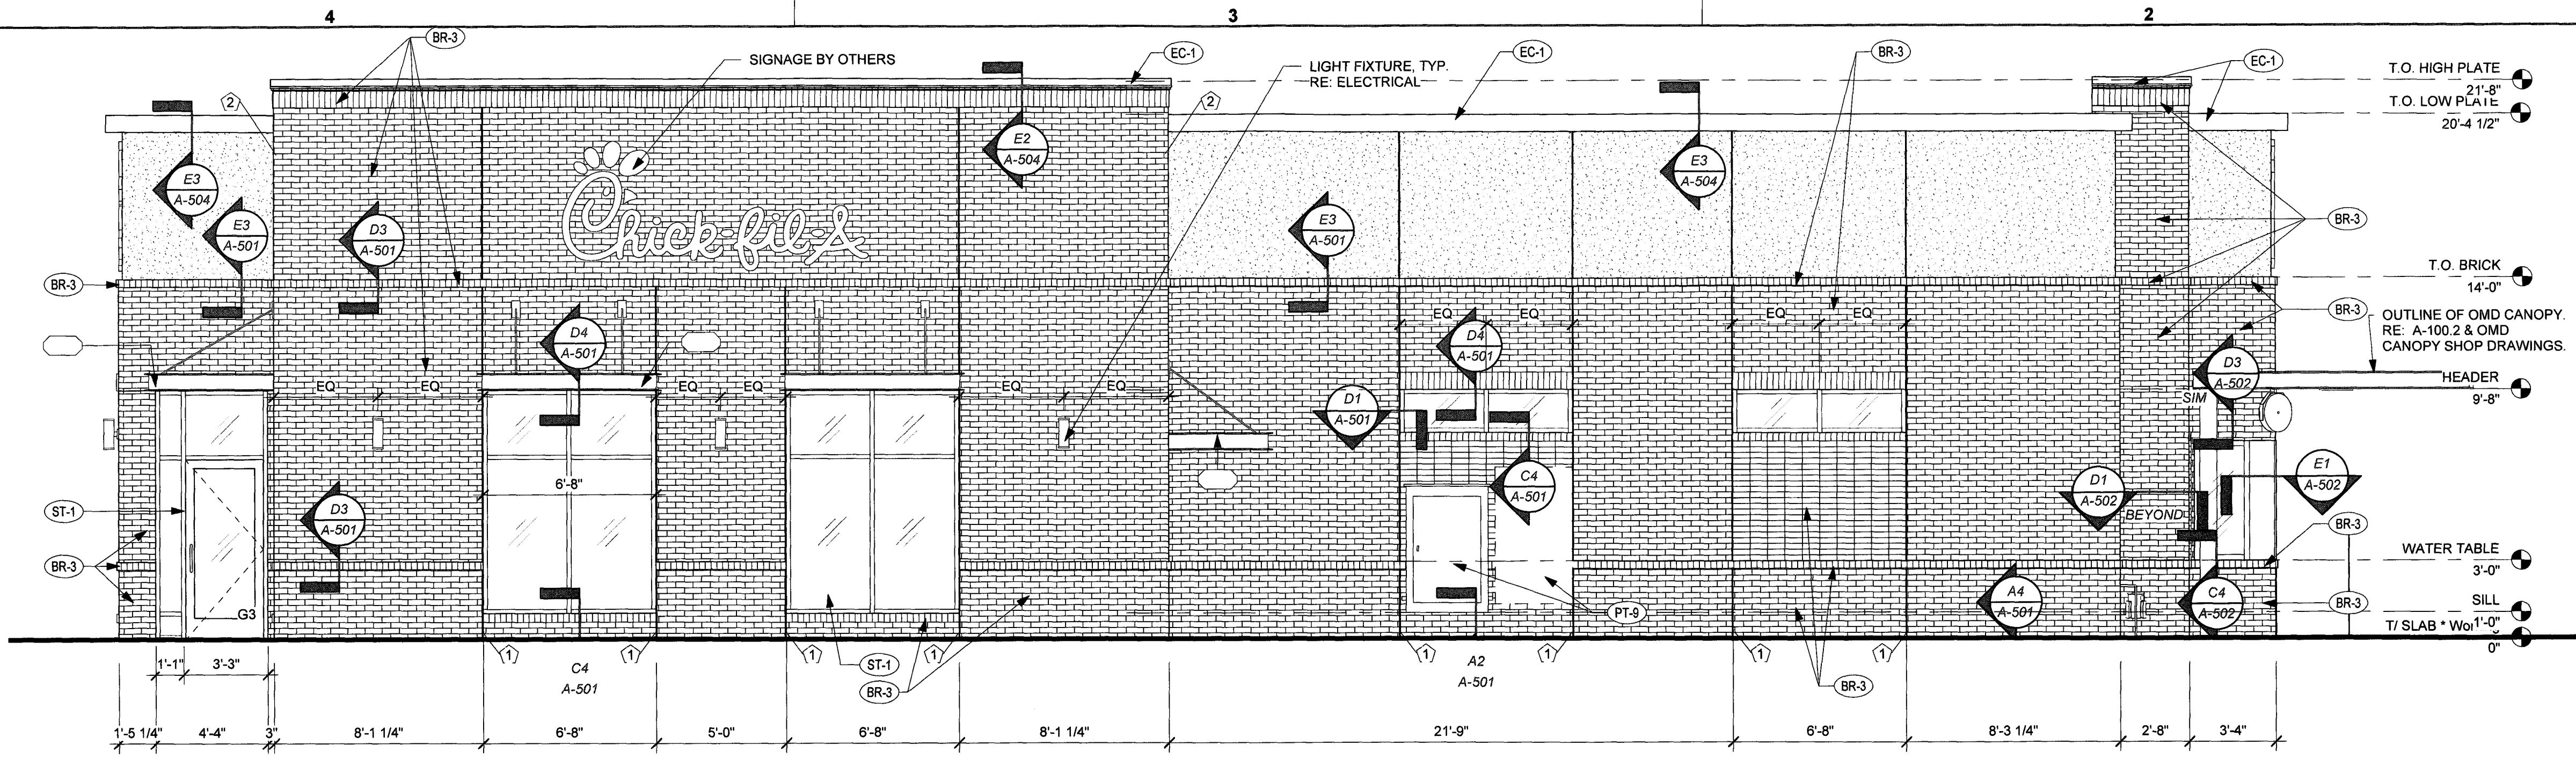 4
3
2
BR-3
SIGNAGE BY OTHERS
EC-1
LIGHT FIXTURE, TYP.
RE: ELECTRICAL
EC-1
BR-3
EC-1
T.O. HIGH PLATE
21'-8"
T.O. LOW PLATE
20'-4 1/2"
2
2
E3
A-504
E3
A-501
D3
A-501
Chick-fil-A
E2
A-504
E3
A-501
E3
A-504
BR-3
T.O. BRICK
14'-0"
BR-3
BR-3
OUTLINE OF OMD CANOPY.
RE: A-100.2 & OMD
CANOPY SHOP DRAWINGS.
D4
A-501
EQ
EQ
EQ
EQ
D4
A-501
D3
A-502
HEADER
9'-8"
EQ
EQ
EQ
EQ
EQ
EQ
SIM
D1
A-501
6'-8"
C4
A-501
D1
A-502
BEYOND
E1
A-502
ST-1
D3
A-501
BR-3
BR-3
WATER TABLE
3'-0"
G3
PT-9
A4
A-501
C4
A-502
BR-3
SILL
1'-0"
T/ SLAB * Wor
0"
1
1
1
1
1
1
1
1
1'-1"
3'-3"
C4
A-501
ST-1
BR-3
A2
A-501
BR-3
1'-5 1/4"
4'-4"
3"
8'-1 1/4"
6'-8"
5'-0"
6'-8"
8'-1 1/4"
21'-9"
6'-8"
8'-3 1/4"
2'-8"
3'-4"